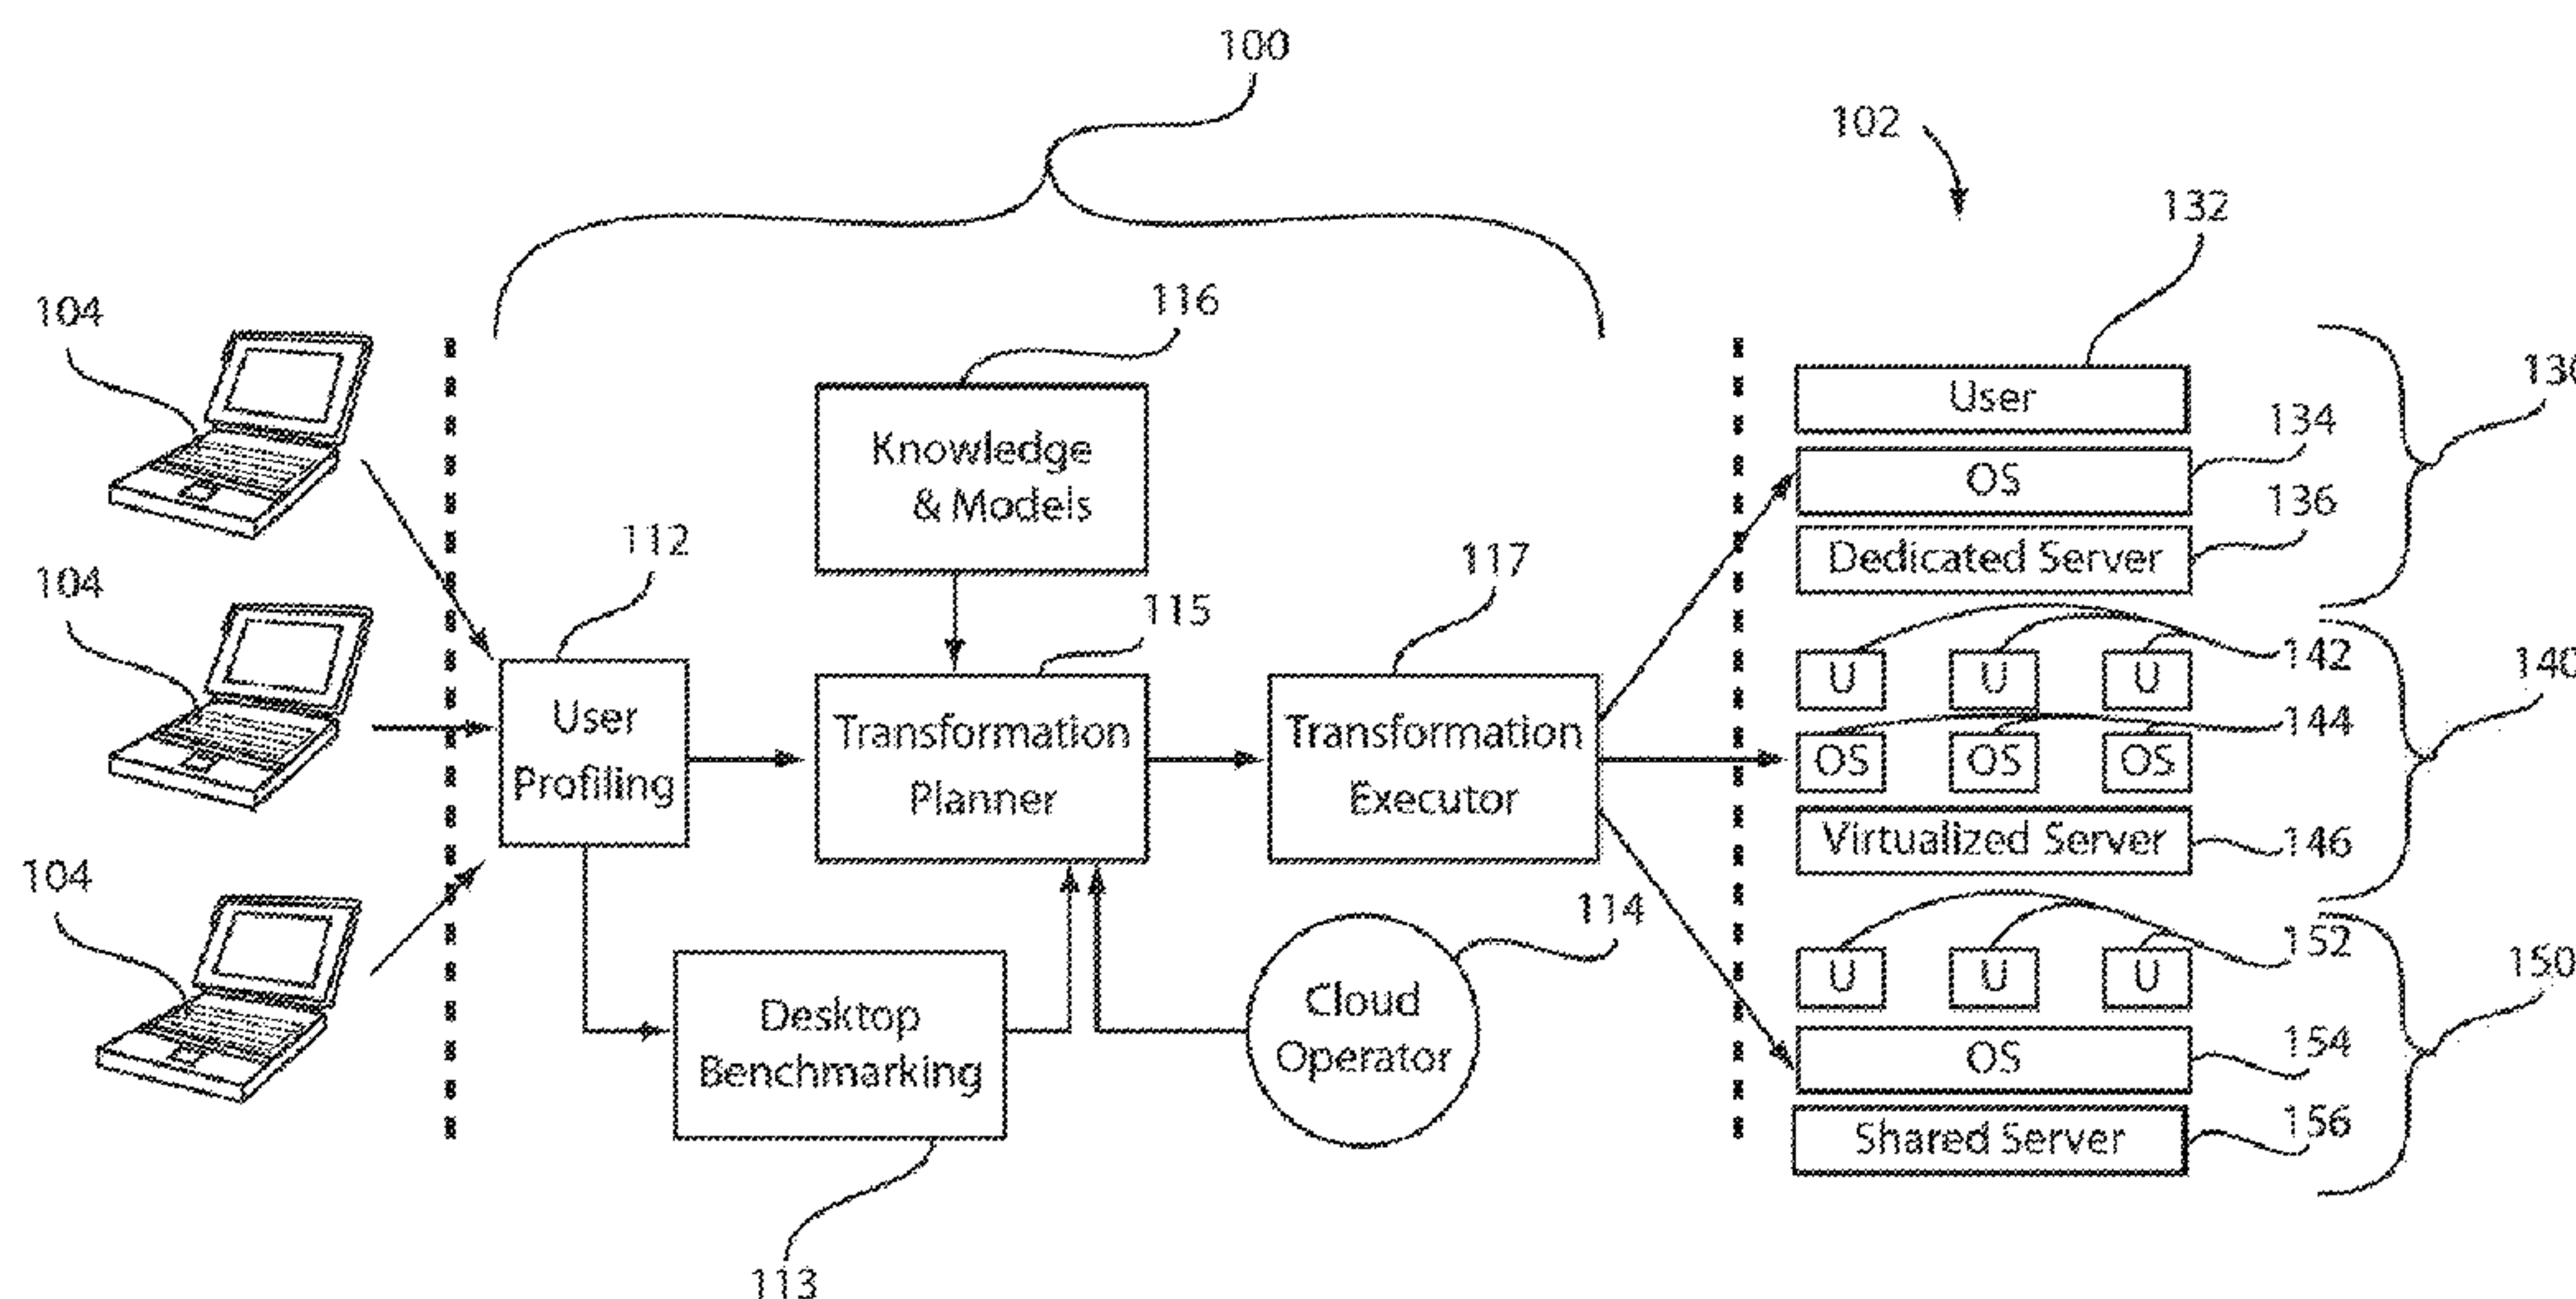 100
102
132
116
104
130
134
User
Knowledge
& Models
OS
136
112
117
Dedicated Server
104
115
142
140
U U U
144
User
Profiling
Transformation
Planner
Transformation
Executor
OS OS OS
Virtualized Server
146
104
114
152
150
U U U
Desktop
Benchmarking
Cloud
Operator
154
OS
156
Shared Server
113